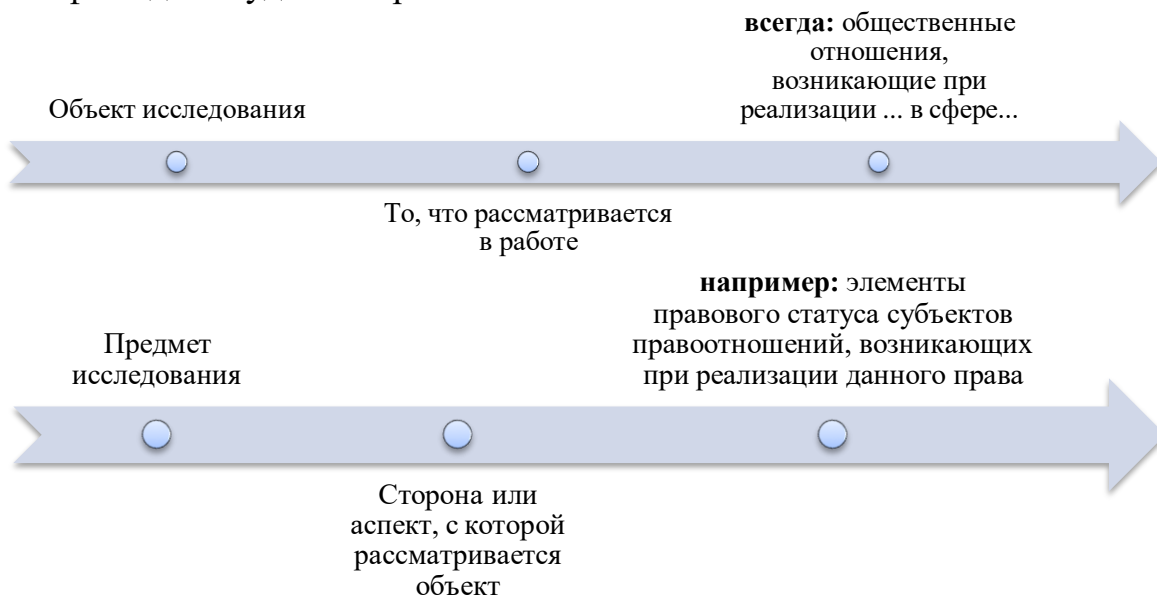 всегда: общественные
отношения,
возникающие при
реализации ... в сфере...
Объект исследования
То, что рассматривается
в работе
например: элементы
правового статуса субъектов
правоотношений, возникающих
при реализации данного права
Предмет
исследования
Сторона или
аспект, с которой
рассматривается
объект